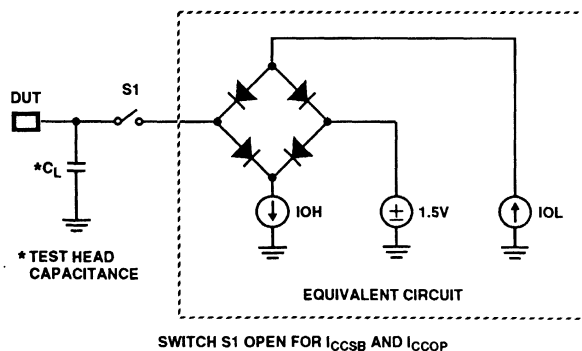 S1
DUT
*CL
IOH
± 1.5V
IOL
*TEST HEAD
CAPACITANCE
EQUIVALENT CIRCUIT
SWITCH S1 OPEN FOR ICCSB AND ICCOP